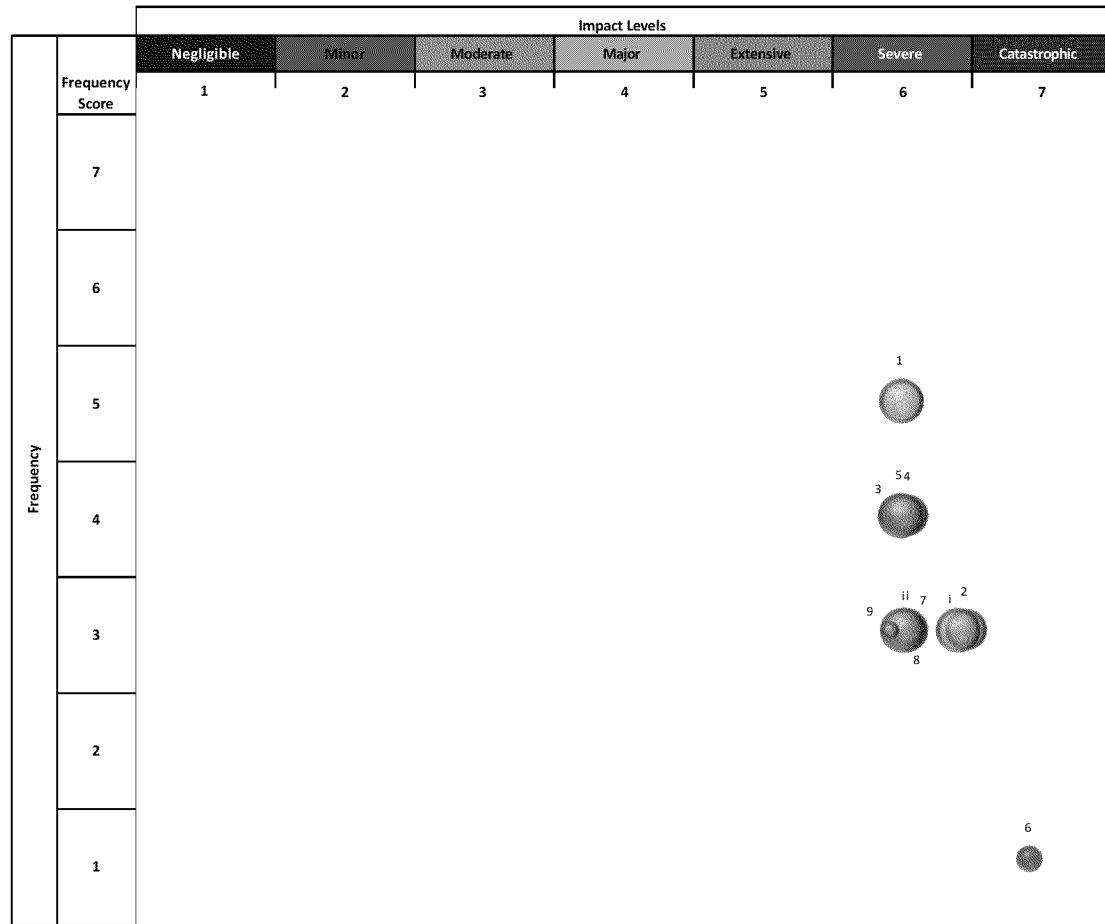 Impact Levels
Negligible Minor Moderate Major Extensive Severe Catastrophic
Frequency
Score
1 2 3 4 5 6 7
Frequency
7
6
1
5
5 4
3
4
ii 7 i 2
9
3
8
2
6
1